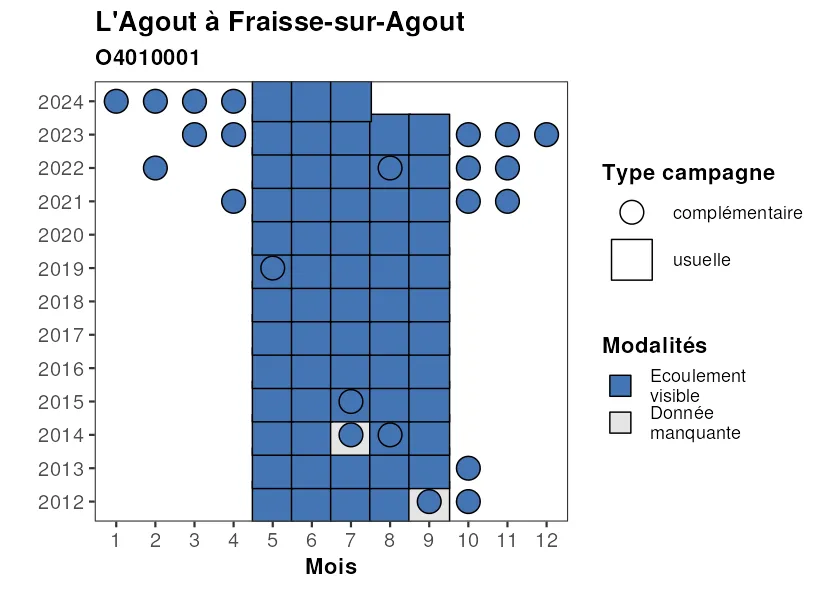 L'Agout à Fraisse-sur-Agout
O4010001
2024
2023
2022
2021
2020
2019
2018
2017
2016
2015
2014
2013
2012
1 2 3 4 5 6 7 8 9 10 11 12
Mois
Type campagne
complémentaire
usuelle
Modalités
Ecoulement
visible
Donnée
manquante